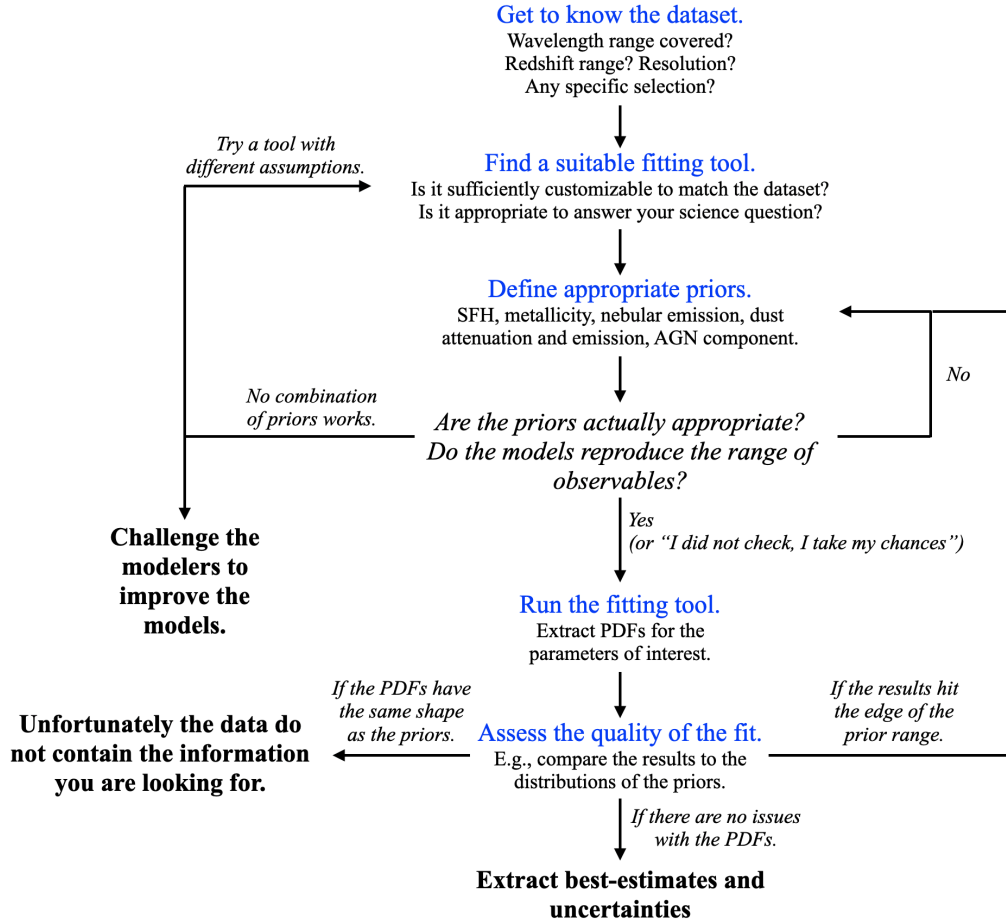 Get to know the dataset.
Wavelength range covered?
Redshift range? Resolution?
Any specific selection?
Try a tool with
different assumptions.
Find a suitable fitting tool.
Is it sufficiently customizable to match the dataset?
Is it appropriate to answer your science question?
Define appropriate priors.
SFH, metallicity, nebular emission, dust
attenuation and emission, AGN component.
No
No combination
of priors works.
Are the priors actually appropriate?
Do the models reproduce the range of
observables?
Yes
(or “I did not check, I take my chances”)
Challenge the
modelers to
improve the
models.
Run the fitting tool.
Extract PDFs for the
parameters of interest.
If the PDFs have
the same shape
as the priors.
If the results hit
the edge of the
prior range.
Unfortunately the data do
not contain the information
you are looking for.
Assess the quality of the fit.
E.g., compare the results to the
distributions of the priors.
If there are no issues
with the PDFs.
Extract best-estimates and
uncertainties